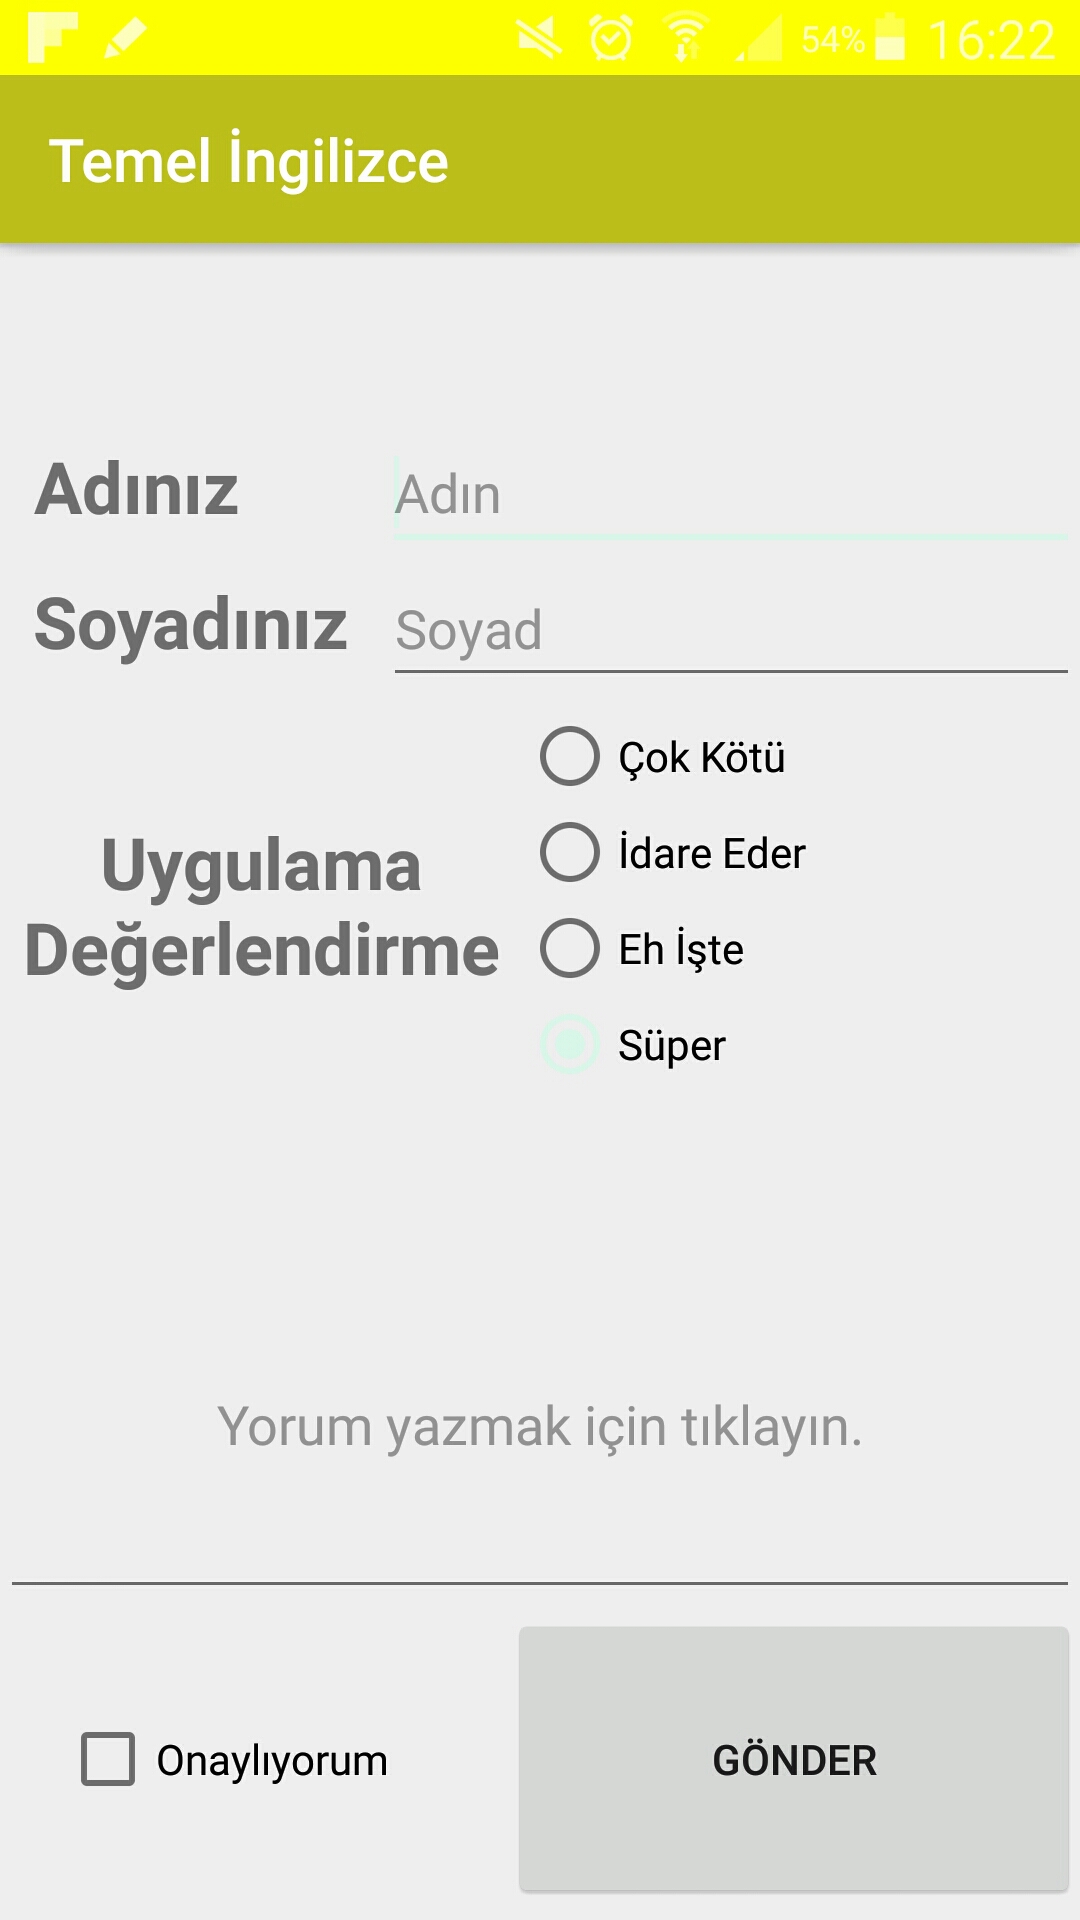 54% 16:22
Temel İngilizce
Adınız Adın
Soyadınız Soyad
Çok Kötü
İdare Eder
Uygulama
Değerlendirme
Eh İşte
Süper
Yorum yazmak için tıklayın.
Onaylıyorum
GÖNDER